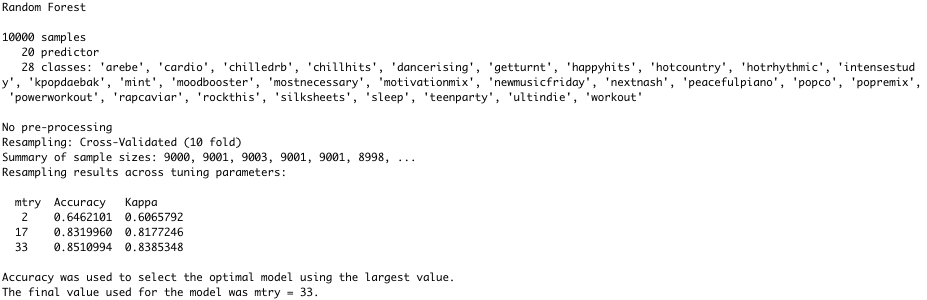 Random Forest
10000 samples
20 predictor
28 classes: 'arebe', 'cardio', 'chilledrb', 'chillhits', 'dancerising', 'getturnt', 'happyhits', 'hotcountry', 'hotrhythmic', 'intensestud
y', 'kpopdaebak', 'mint', 'moodbooster', 'mostnecessary', 'motivationmix', 'newmusicfriday', 'nextnash', 'peacefulpiano', 'popco', 'popremix',
'powerworkout', 'rapcaviar', 'rockthis', 'silksheets', 'sleep', 'teenparty', 'ultindie', 'workout'
No pre-processing
Resampling: Cross-Validated (10 fold)
Summary of sample sizes: 9000, 9001, 9003, 9001, 9001, 8998, ...
Resampling results across tuning parameters:
mtry Accuracy Kappa
2 0.6462101 0.6065792
17 0.8319960 0.8177246
33 0.8510994 0.8385348
Accuracy was used to select the optimal model using the largest value.
The final value used for the model was mtry = 33.